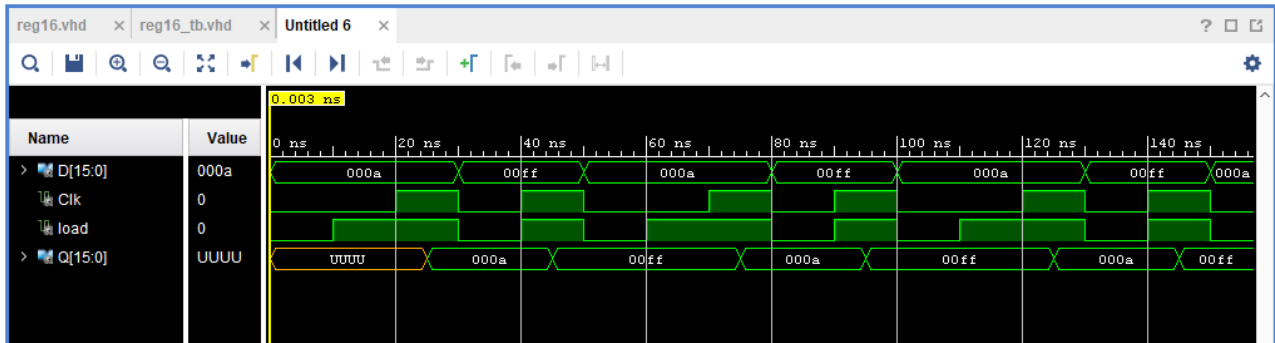 reg16.vhd × reg16_tb.vhd × Untitled 6 × ?
0.003 ns
Name Value 0 ns 20 ns 40 ns 60 ns 80 ns 100 ns 120 ns 140 ns
D[15:0] 000a 000a 00ff 000a 00ff 000a 00ff 000a
Clk 0
load 0
Q[15:0] UUUU UUUU 000a 00ff 000a 00ff 000a 00ff